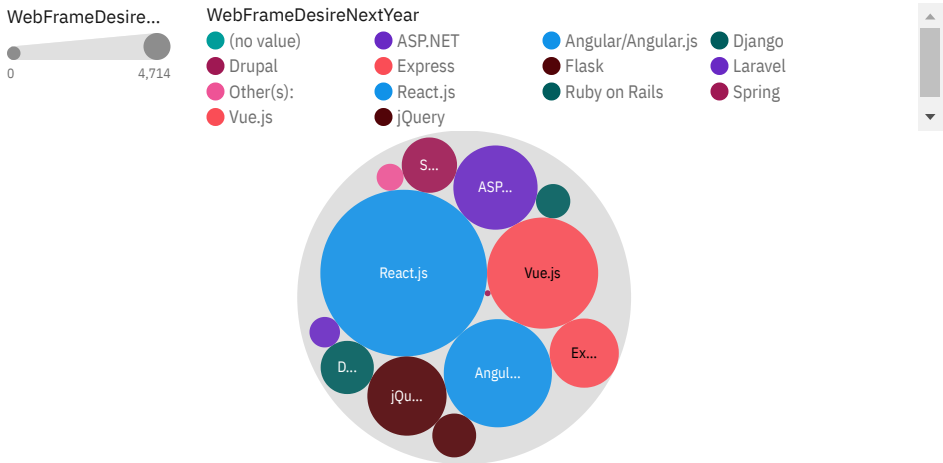 WebFrameDesire...
0 4,714
WebFrameDesireNextYear
(no value) ASP.NET Angular/Angular.js Django
Drupal Express Flask Laravel
Other(s): React.js Ruby on Rails Spring
Vue.js jQuery
S...
ASP...
React.js
Vue.js
Ex...
D...
Angul...
jQu...